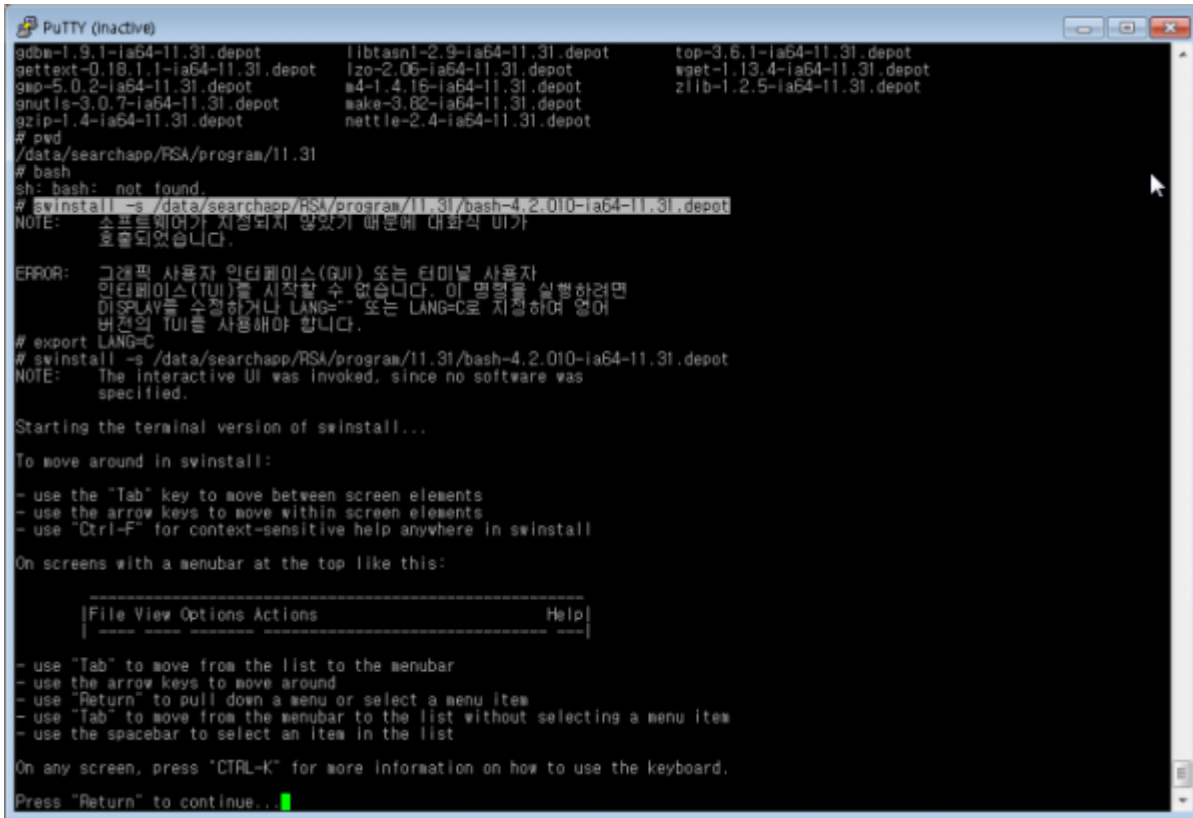 PuTTY (inactive)
gdbm-1.9.1-ia64-11.31.depot libtasn1-2.9-ia64-11.31.depot top-3.6.1-ia64-11.31.depot
gettext-0.18.1.1-ia64-11.31.depot lzo-2.06-ia64-11.31.depot wget-1.13.4-ia64-11.31.depot
gmp-5.0.2-ia64-11.31.depot m4-1.4.16-ia64-11.31.depot zlib-1.2.5-ia64-11.31.depot
gnutls-3.0.7-ia64-11.31.depot make-3.82-ia64-11.31.depot
gzip-1.4-ia64-11.31.depot nettle-2.4-ia64-11.31.depot
# pwd
/data/searchapp/RSA/program/11.31
# bash
sh: bash: not found.
# swinstall -s /data/searchapp/RSA/program/11.31/bash-4.2.010-ia64-11.31.depot
NOTE: 소프트웨어가 지정되지 않았기 때문에 대화식 UI가
호출되었습니다.
ERROR: 그래픽 사용자 인터페이스(GUI) 또는 터미널 사용자
인터페이스(TUI)를 시작할 수 없습니다. 이 명령을 실행하려면
DISPLAY를 수정하거나 LANG="" 또는 LANG=C로 지정하여 영어
버전의 TUI를 사용해야 합니다.
# export LANG=C
# swinstall -s /data/searchapp/RSA/program/11.31/bash-4.2.010-ia64-11.31.depot
NOTE: The interactive UI was invoked, since no software was
specified.
Starting the terminal version of swinstall...
To move around in swinstall:
- use the "Tab" key to move between screen elements
- use the arrow keys to move within screen elements
- use "Ctrl-F" for context-sensitive help anywhere in swinstall
On screens with a menubar at the top like this:
|File View Options Actions Help|
- use "Tab" to move from the list to the menubar
- use the arrow keys to move around
- use "Return" to pull down a menu or select a menu item
- use "Tab" to move from the menubar to the list without selecting a menu item
- use the spacebar to select an item in the list
On any screen, press "CTRL-K" for more information on how to use the keyboard.
Press "Return" to continue...